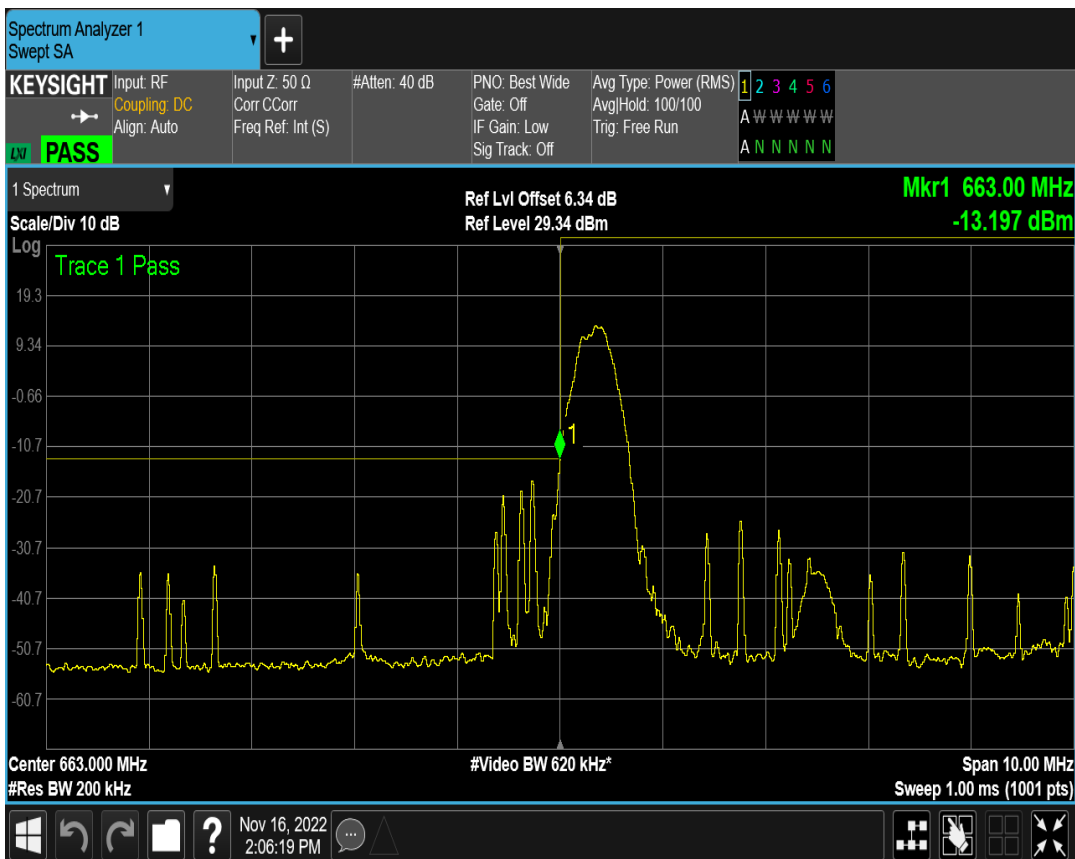 Spectrum Analyzer 1
Swept SA
+
KEYSIGHT
LXI PASS
Input: RF
Coupling: DC
Align: Auto
Input Z: 50 Ω
Corr CCorr
Freq Ref: Int (S)
#Atten: 40 dB
PNO: Best Wide
Gate: Off
IF Gain: Low
Sig Track: Off
Avg Type: Power (RMS)
Avg|Hold: 100/100
Trig: Free Run
1 2 3 4 5 6
A W W W W W
A N N N N N
1 Spectrum
Scale/Div 10 dB
Ref Lvl Offset 6.34 dB
Ref Level 29.34 dBm
Mkr1 663.00 MHz
-13.197 dBm
Log
Trace 1 Pass
19.3
9.34
-0.66
1
-10.7
-20.7
-30.7
-40.7
-50.7
-60.7
Center 663.000 MHz
#Res BW 200 kHz
#Video BW 620 kHz*
Span 10.00 MHz
Sweep 1.00 ms (1001 pts)
?
Nov 16, 2022
2:06:19 PM